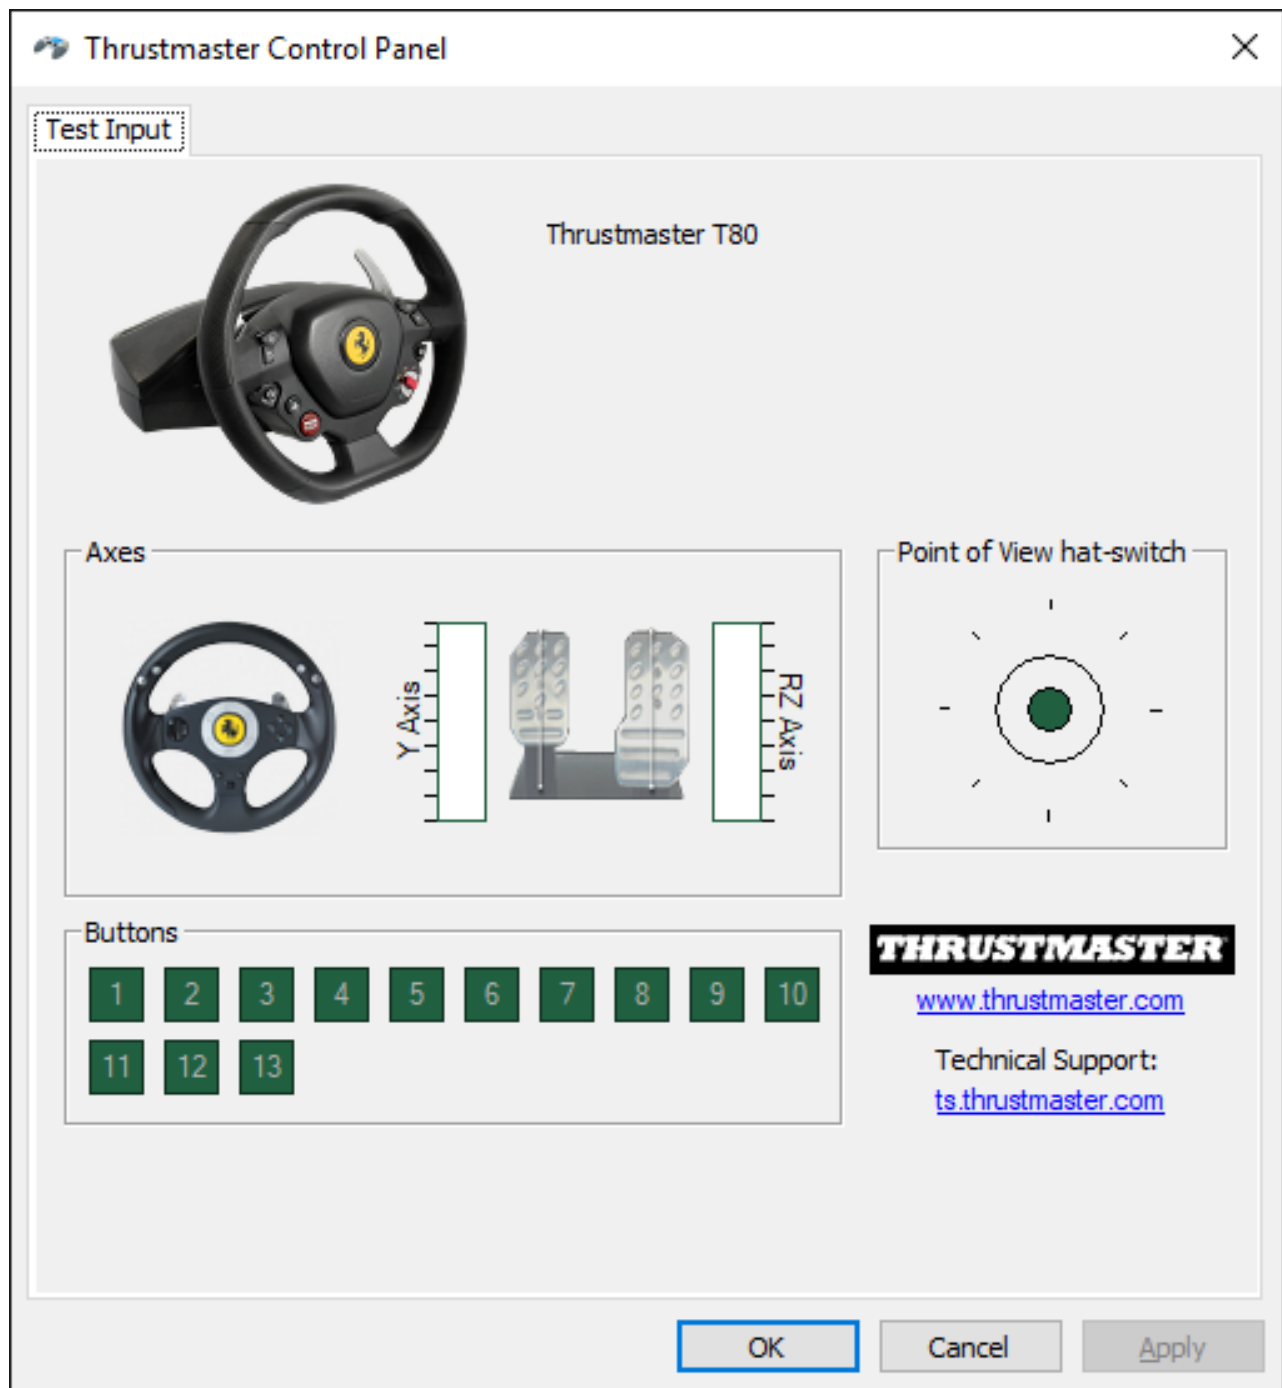 Thrustmaster Control Panel
Test Input
Thrustmaster T80
Axes
Y Axis
RZ Axis
Point of View hat-switch
Buttons
1 2 3 4 5 6 7 8 9 10
11 12 13
THRUSTMASTER
www.thrustmaster.com
Technical Support:
ts.thrustmaster.com
OK Cancel Apply